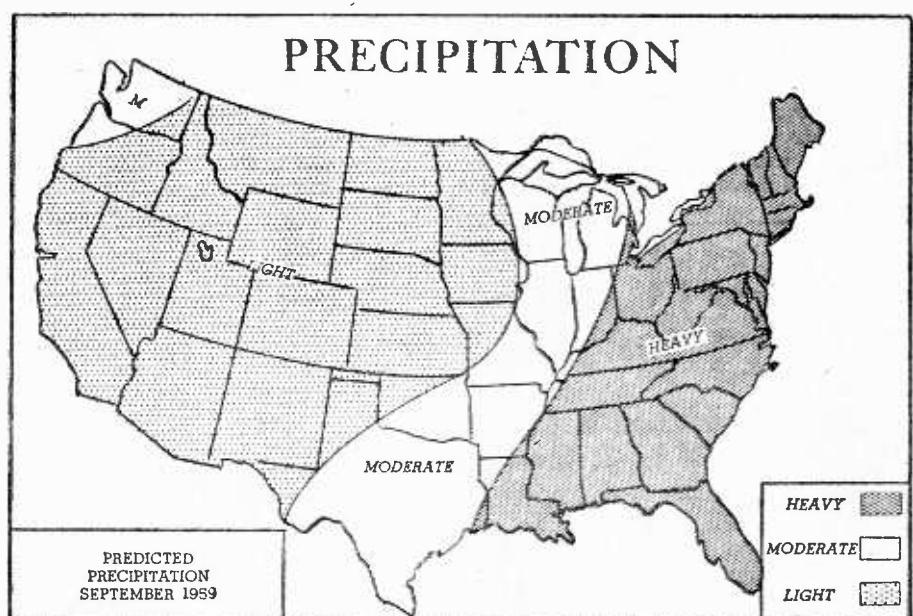 PRECIPITATION
M
MODERATE
LIGHT
HEAVY
MODERATE
HEAVY
MODERATE
LIGHT
PREDICTED
PRECIPITATION
SEPTEMBER 1959